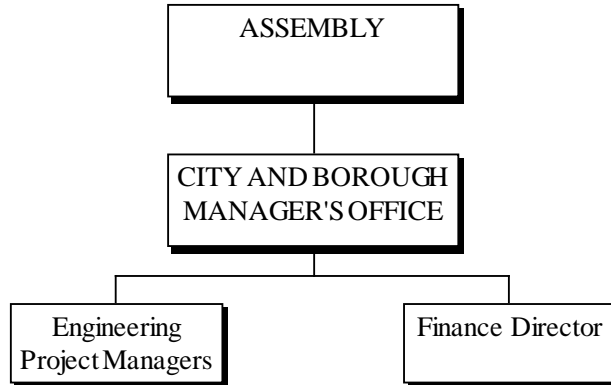 ASSEMBLY
CITY AND BOROUGH
MANAGER'S OFFICE
Engineering
Project Managers
Finance Director